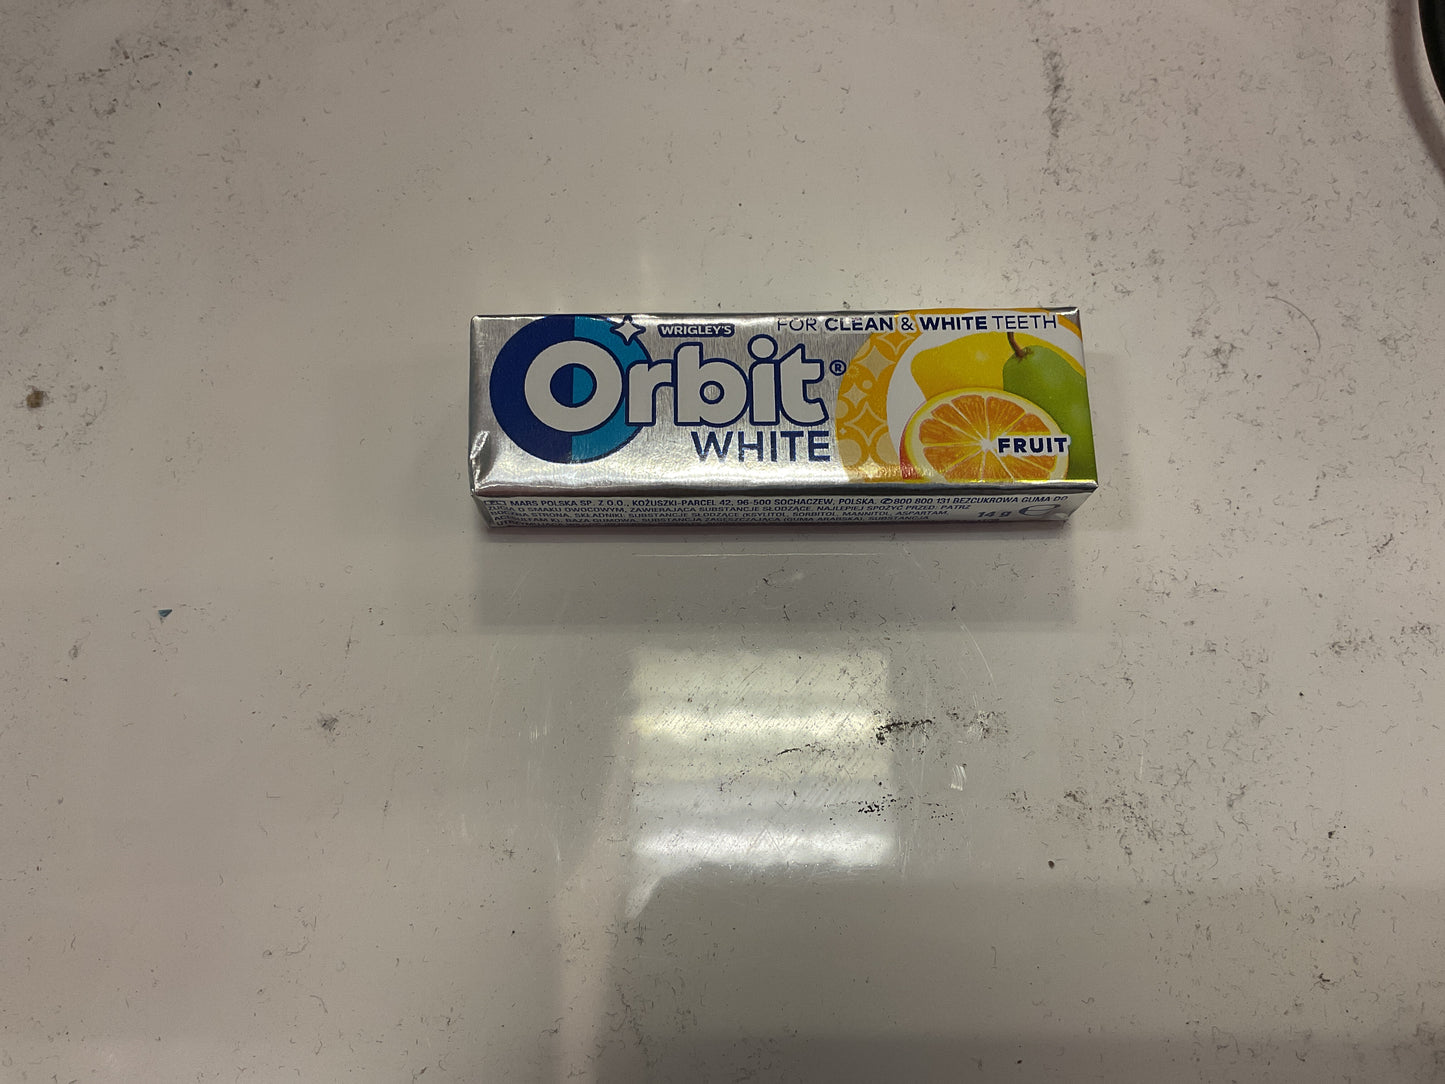 WRIGLEY'S
FOR CLEAN & WHITE TEETH
Orbit®
WHITE
FRUIT
MARS POLSKA SP. Z O.O., KOŻUSZKI-PARCEL 42, 96-500 SOCHACZEW, POLSKA. ✆800 800 131 BEZCUKROWA GUMA DO
ŻUCIA O SMAKU OWOCOWYM, ZAWIERAJĄCA SUBSTANCJE SŁODZĄCE. NAJLEPIEJ SPOŻYĆ PRZED: PATRZ
STRONA. SKŁADNIKI: SUBSTANCJE SŁODZĄCE (KSYLITOL, SORBITOL, MANNITOL, ASPARTAM,
K), BAZA GUMOWA, SUBSTANCJA ZAGĘSZCZAJĄCA (GUMA ARABSKA), SUBSTANCJA
14 g ℮